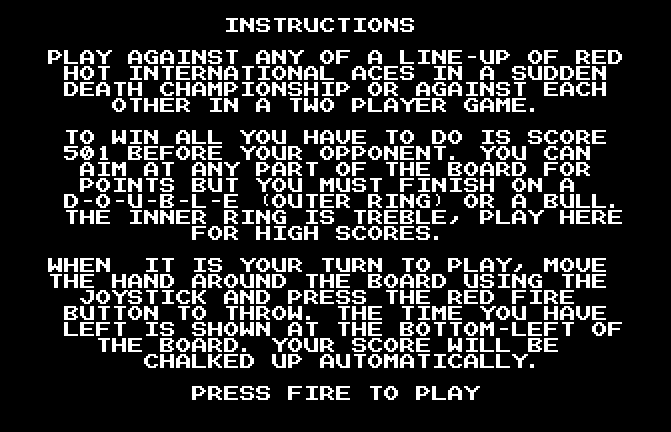 INSTRUCTIONS
PLAY AGAINST ANY OF A LINE-UP OF RED
HOT INTERNATIONAL ACES IN A SUDDEN
DEATH CHAMPIONSHIP OR AGAINST EACH
OTHER IN A TWO PLAYER GAME.
TO WIN ALL YOU HAVE TO DO IS SCORE
501 BEFORE YOUR OPPONENT. YOU CAN
AIM AT ANY PART OF THE BOARD FOR
POINTS BUT YOU MUST FINISH ON A
D-O-U-B-L-E (OUTER RING) OR A BULL.
THE INNER RING IS TREBLE, PLAY HERE
FOR HIGH SCORES.
WHEN  IT IS YOUR TURN TO PLAY, MOVE
THE HAND AROUND THE BOARD USING THE
JOYSTICK AND PRESS THE RED FIRE
BUTTON TO THROW. THE TIME YOU HAVE
LEFT IS SHOWN AT THE BOTTOM-LEFT OF
THE BOARD. YOUR SCORE WILL BE
CHALKED UP AUTOMATICALLY.
PRESS FIRE TO PLAY